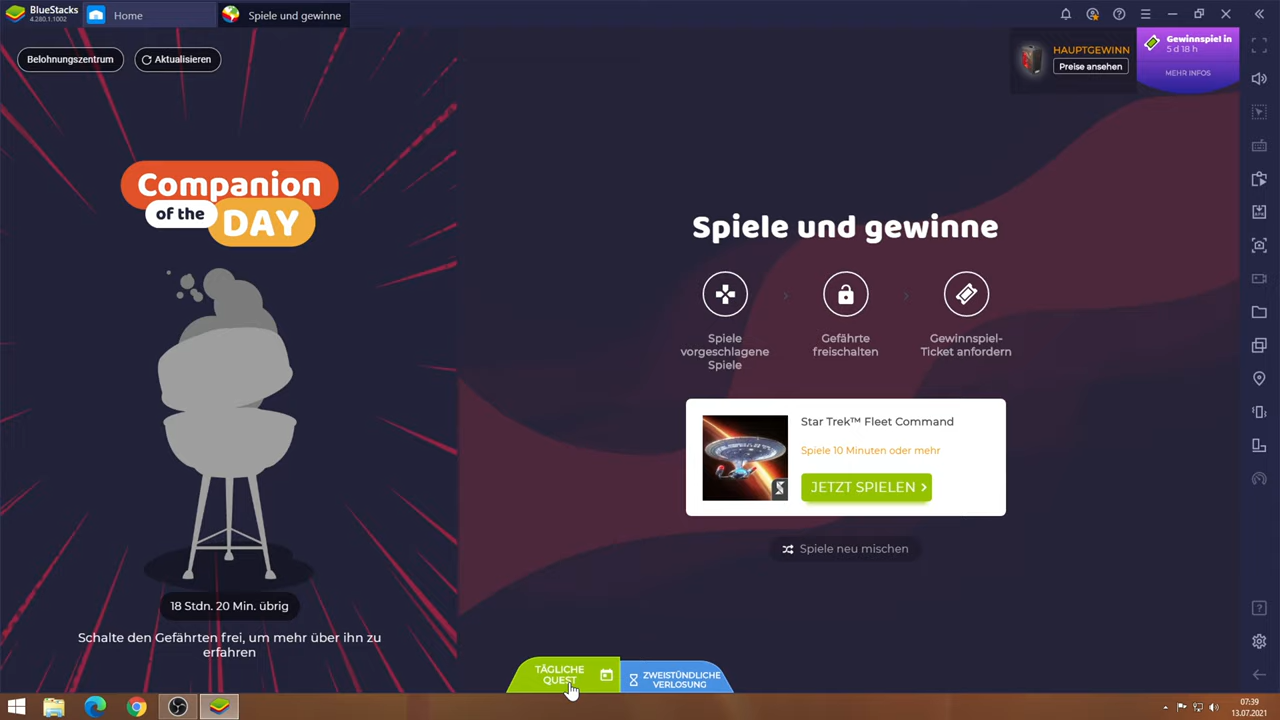 BlueStacks
4.280.1.1002
Home
Spiele und gewinne
Belohnungszentrum
Aktualisieren
HAUPTGEWINN
Preise ansehen
Gewinnspiel in
5 d 18 h
MEHR INFOS
Companion
of the DAY
18 Stdn. 20 Min. übrig
Schalte den Gefährten frei, um mehr über ihn zu
erfahren
Spiele und gewinne
Spiele
vorgeschlagene
Spiele
Gefährte
freischalten
Gewinnspiel-
Ticket anfordern
Star Trek™ Fleet Command
Spiele 10 Minuten oder mehr
JETZT SPIELEN
Spiele neu mischen
TÄGLICHE
QUEST
ZWEISTÜNDLICHE
VERLOSUNG
07:39
13.07.2021